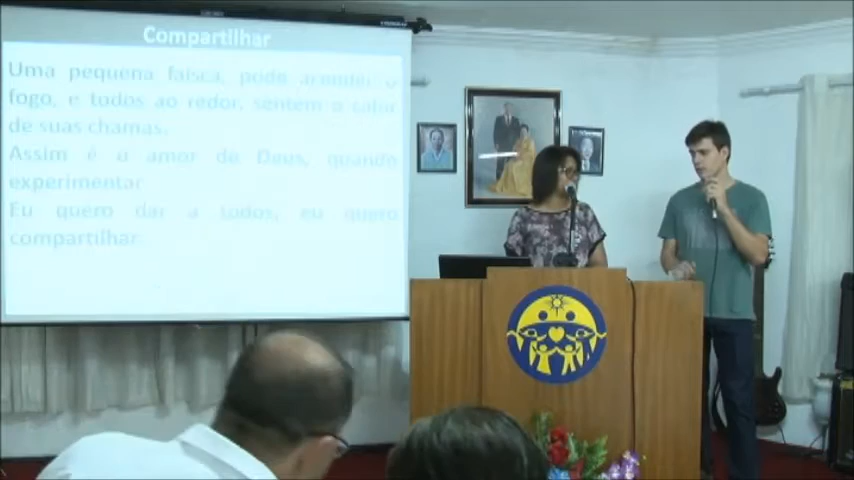 Compartilhar
Uma pequena faísca, pode acender o
fogo, e todos ao redor, sentem o calor
de suas chamas.
Assim é o amor de Deus, quando
experimentar
Eu quero dar a todos, eu quero
compartilhar